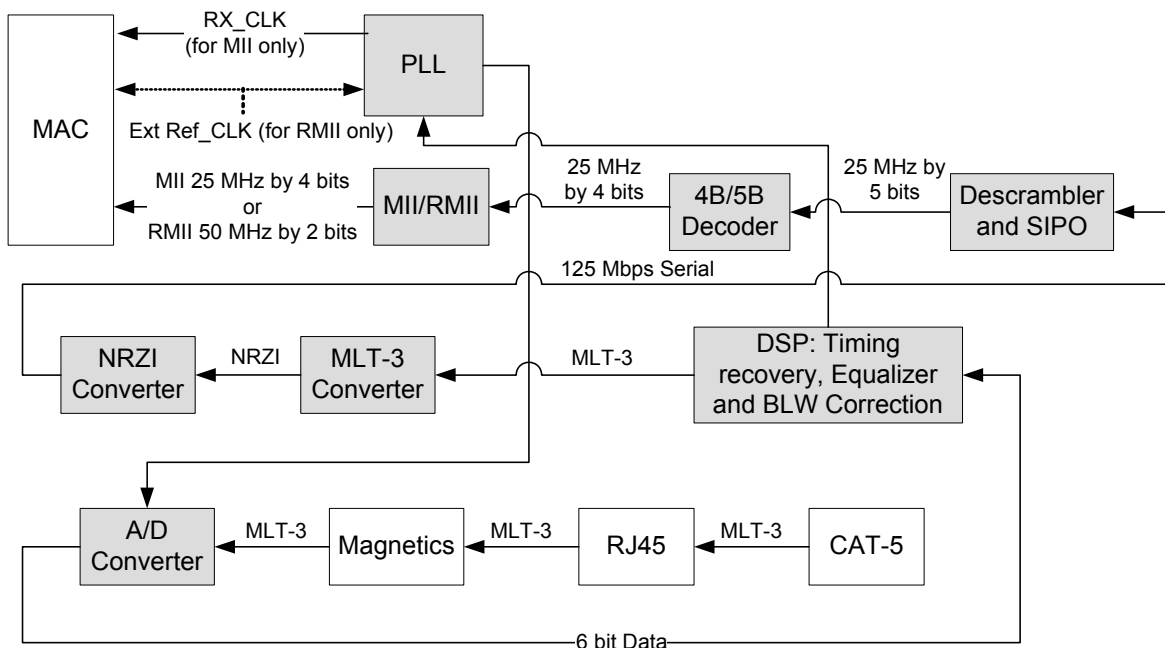 RX_CLK
(for MII only)
PLL
MAC
Ext Ref_CLK (for RMII only)
MII 25 MHz by 4 bits
or
RMII 50 MHz by 2 bits
MII/RMII
25 MHz
by 4 bits
4B/5B
Decoder
25 MHz by
5 bits
Descrambler
and SIPO
125 Mbps Serial
NRZI
Converter
NRZI
MLT-3
Converter
MLT-3
DSP: Timing
recovery, Equalizer
and BLW Correction
A/D
Converter
MLT-3
Magnetics
MLT-3
RJ45
MLT-3
CAT-5
6 bit Data